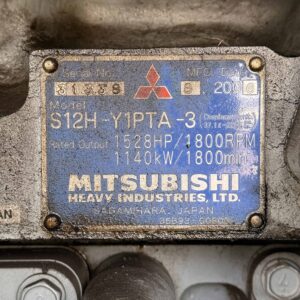 Serial No.
MFG. Date
Model
S12H-Y1PTA-3
Rated Output 1528HP/1800RPM
1140kW/1800min
MITSUBISHI
HEAVY INDUSTRIES, LTD.
SAGAMIHARA, JAPAN